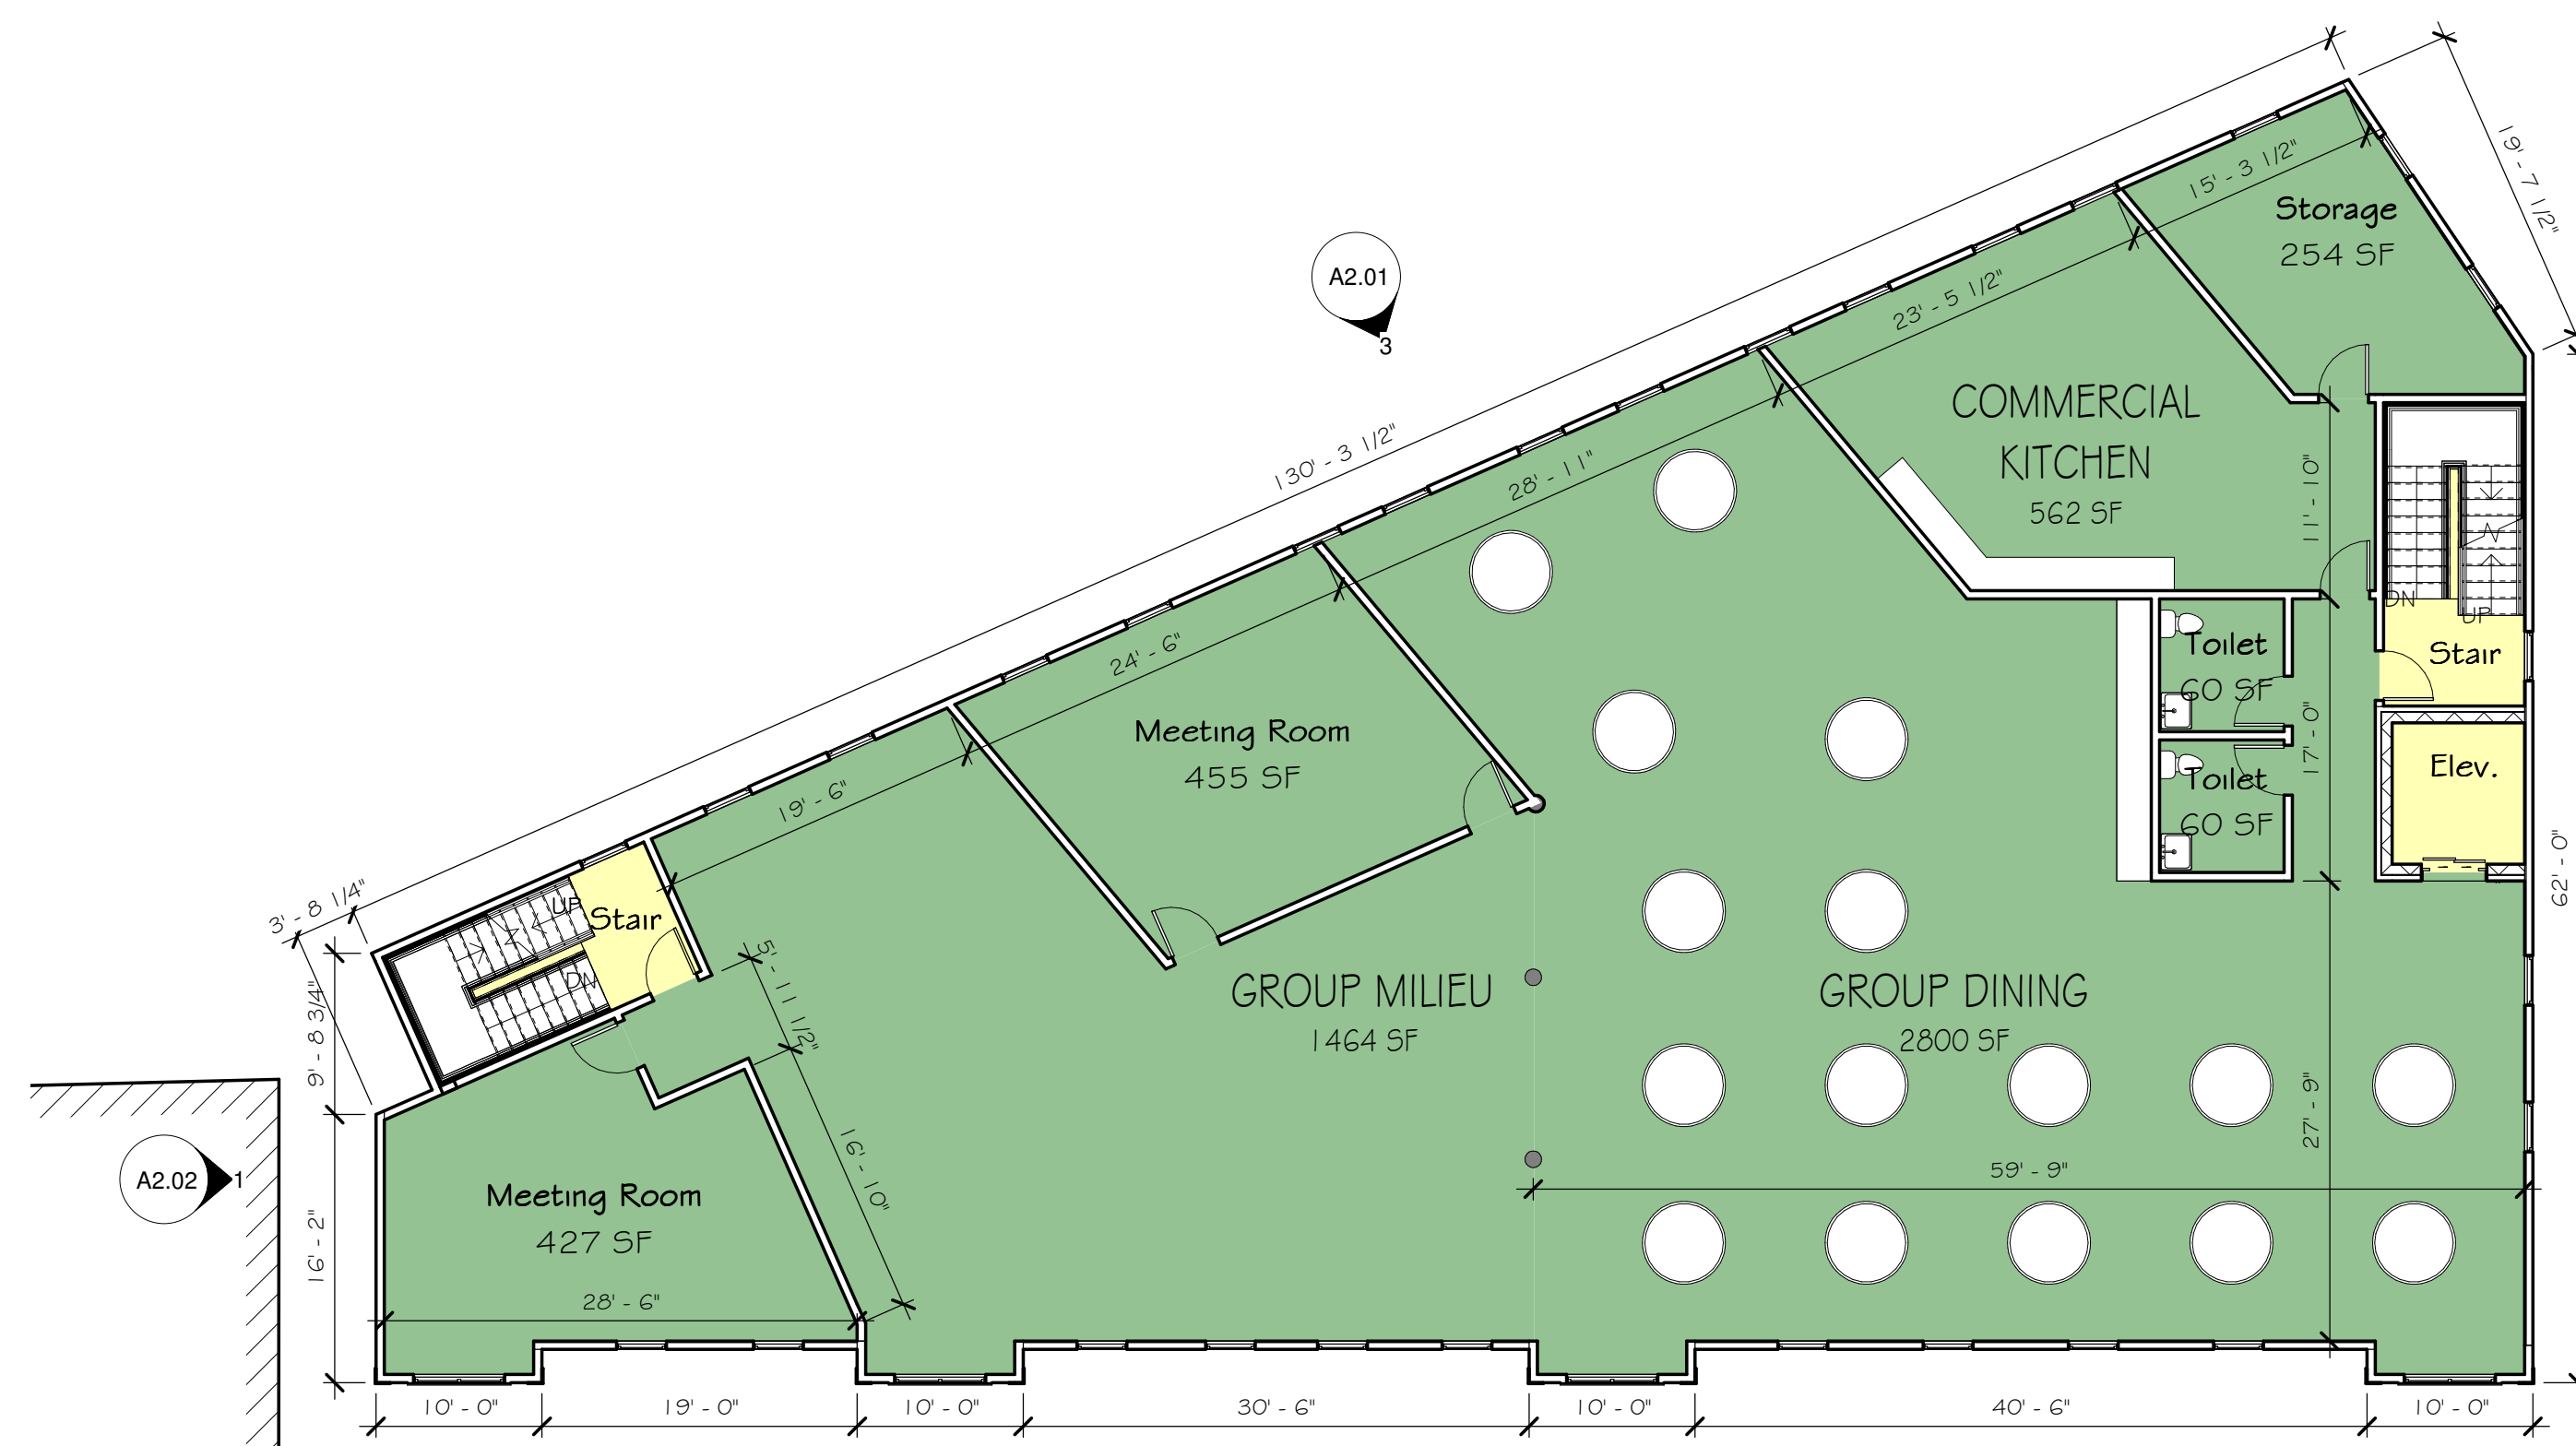 19' - 7 1/2"
15' - 3 1/2"
Storage
254 SF
A2.01
3
23' - 5 1/2"
130' - 3 1/2"
COMMERCIAL
KITCHEN
562 SF
28' - 11"
11' - 10"
DN
UP
24' - 6"
Toilet
60 SF
Stair
Meeting Room
455 SF
17' - 0"
Elev.
Toilet
60 SF
19' - 6"
62' - 0"
3' - 8 1/4"
UP
Stair
DN
5' - 11 1/2"
9' - 8 3/4"
GROUP MILIEU
1464 SF
GROUP DINING
2800 SF
27' - 9"
A2.02
1
16' - 10"
59' - 9"
Meeting Room
427 SF
16' - 2"
28' - 6"
10' - 0"
19' - 0"
10' - 0"
30' - 6"
10' - 0"
40' - 6"
10' - 0"